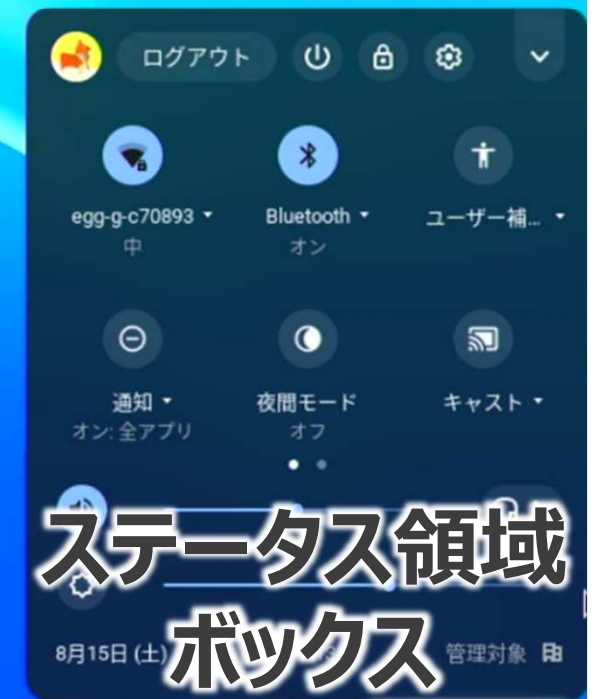 ログアウト
egg-g-c70893
中
Bluetooth
オン
ユーザー補...
通知
オン: 全アプリ
夜間モード
オフ
キャスト
ステータス領域
ボックス
8月15日 (土)
管理対象